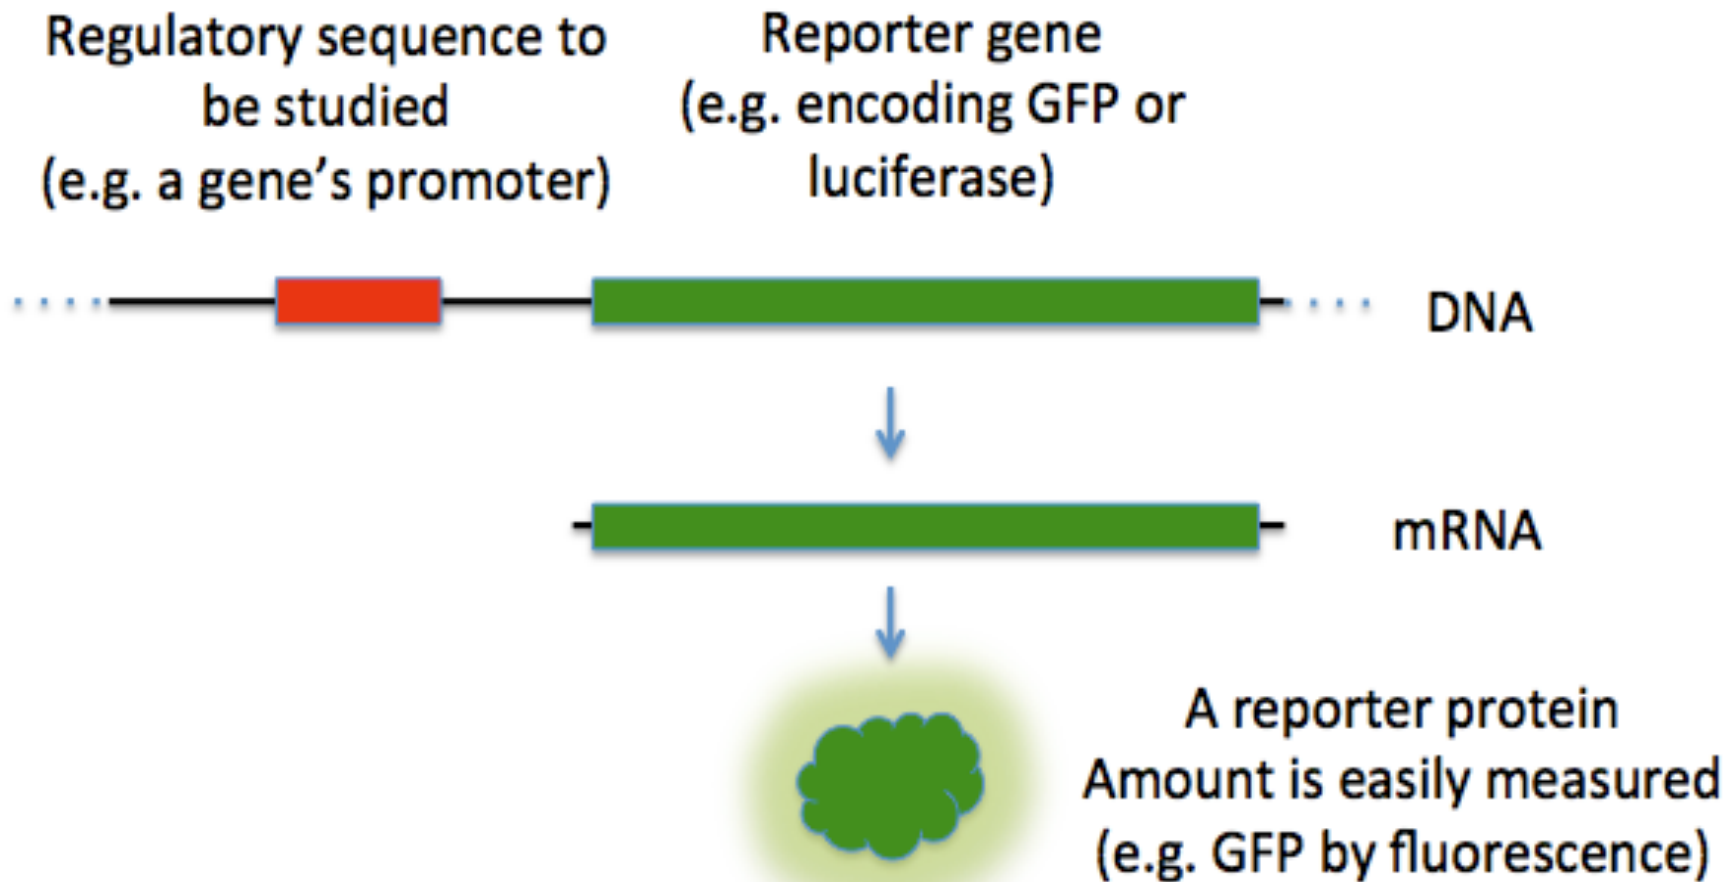 Regulatory sequence to
be studied
(e.g. a gene’s promoter)
Reporter gene
(e.g. encoding GFP or
luciferase)
DNA
mRNA
A reporter protein
Amount is easily measured
(e.g. GFP by fluorescence)